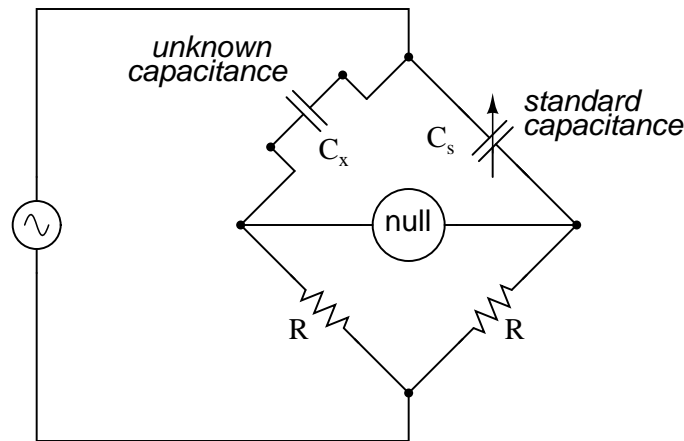 unknown
capacitance
standard
capacitance
Cₓ
Cₛ
null
R
R